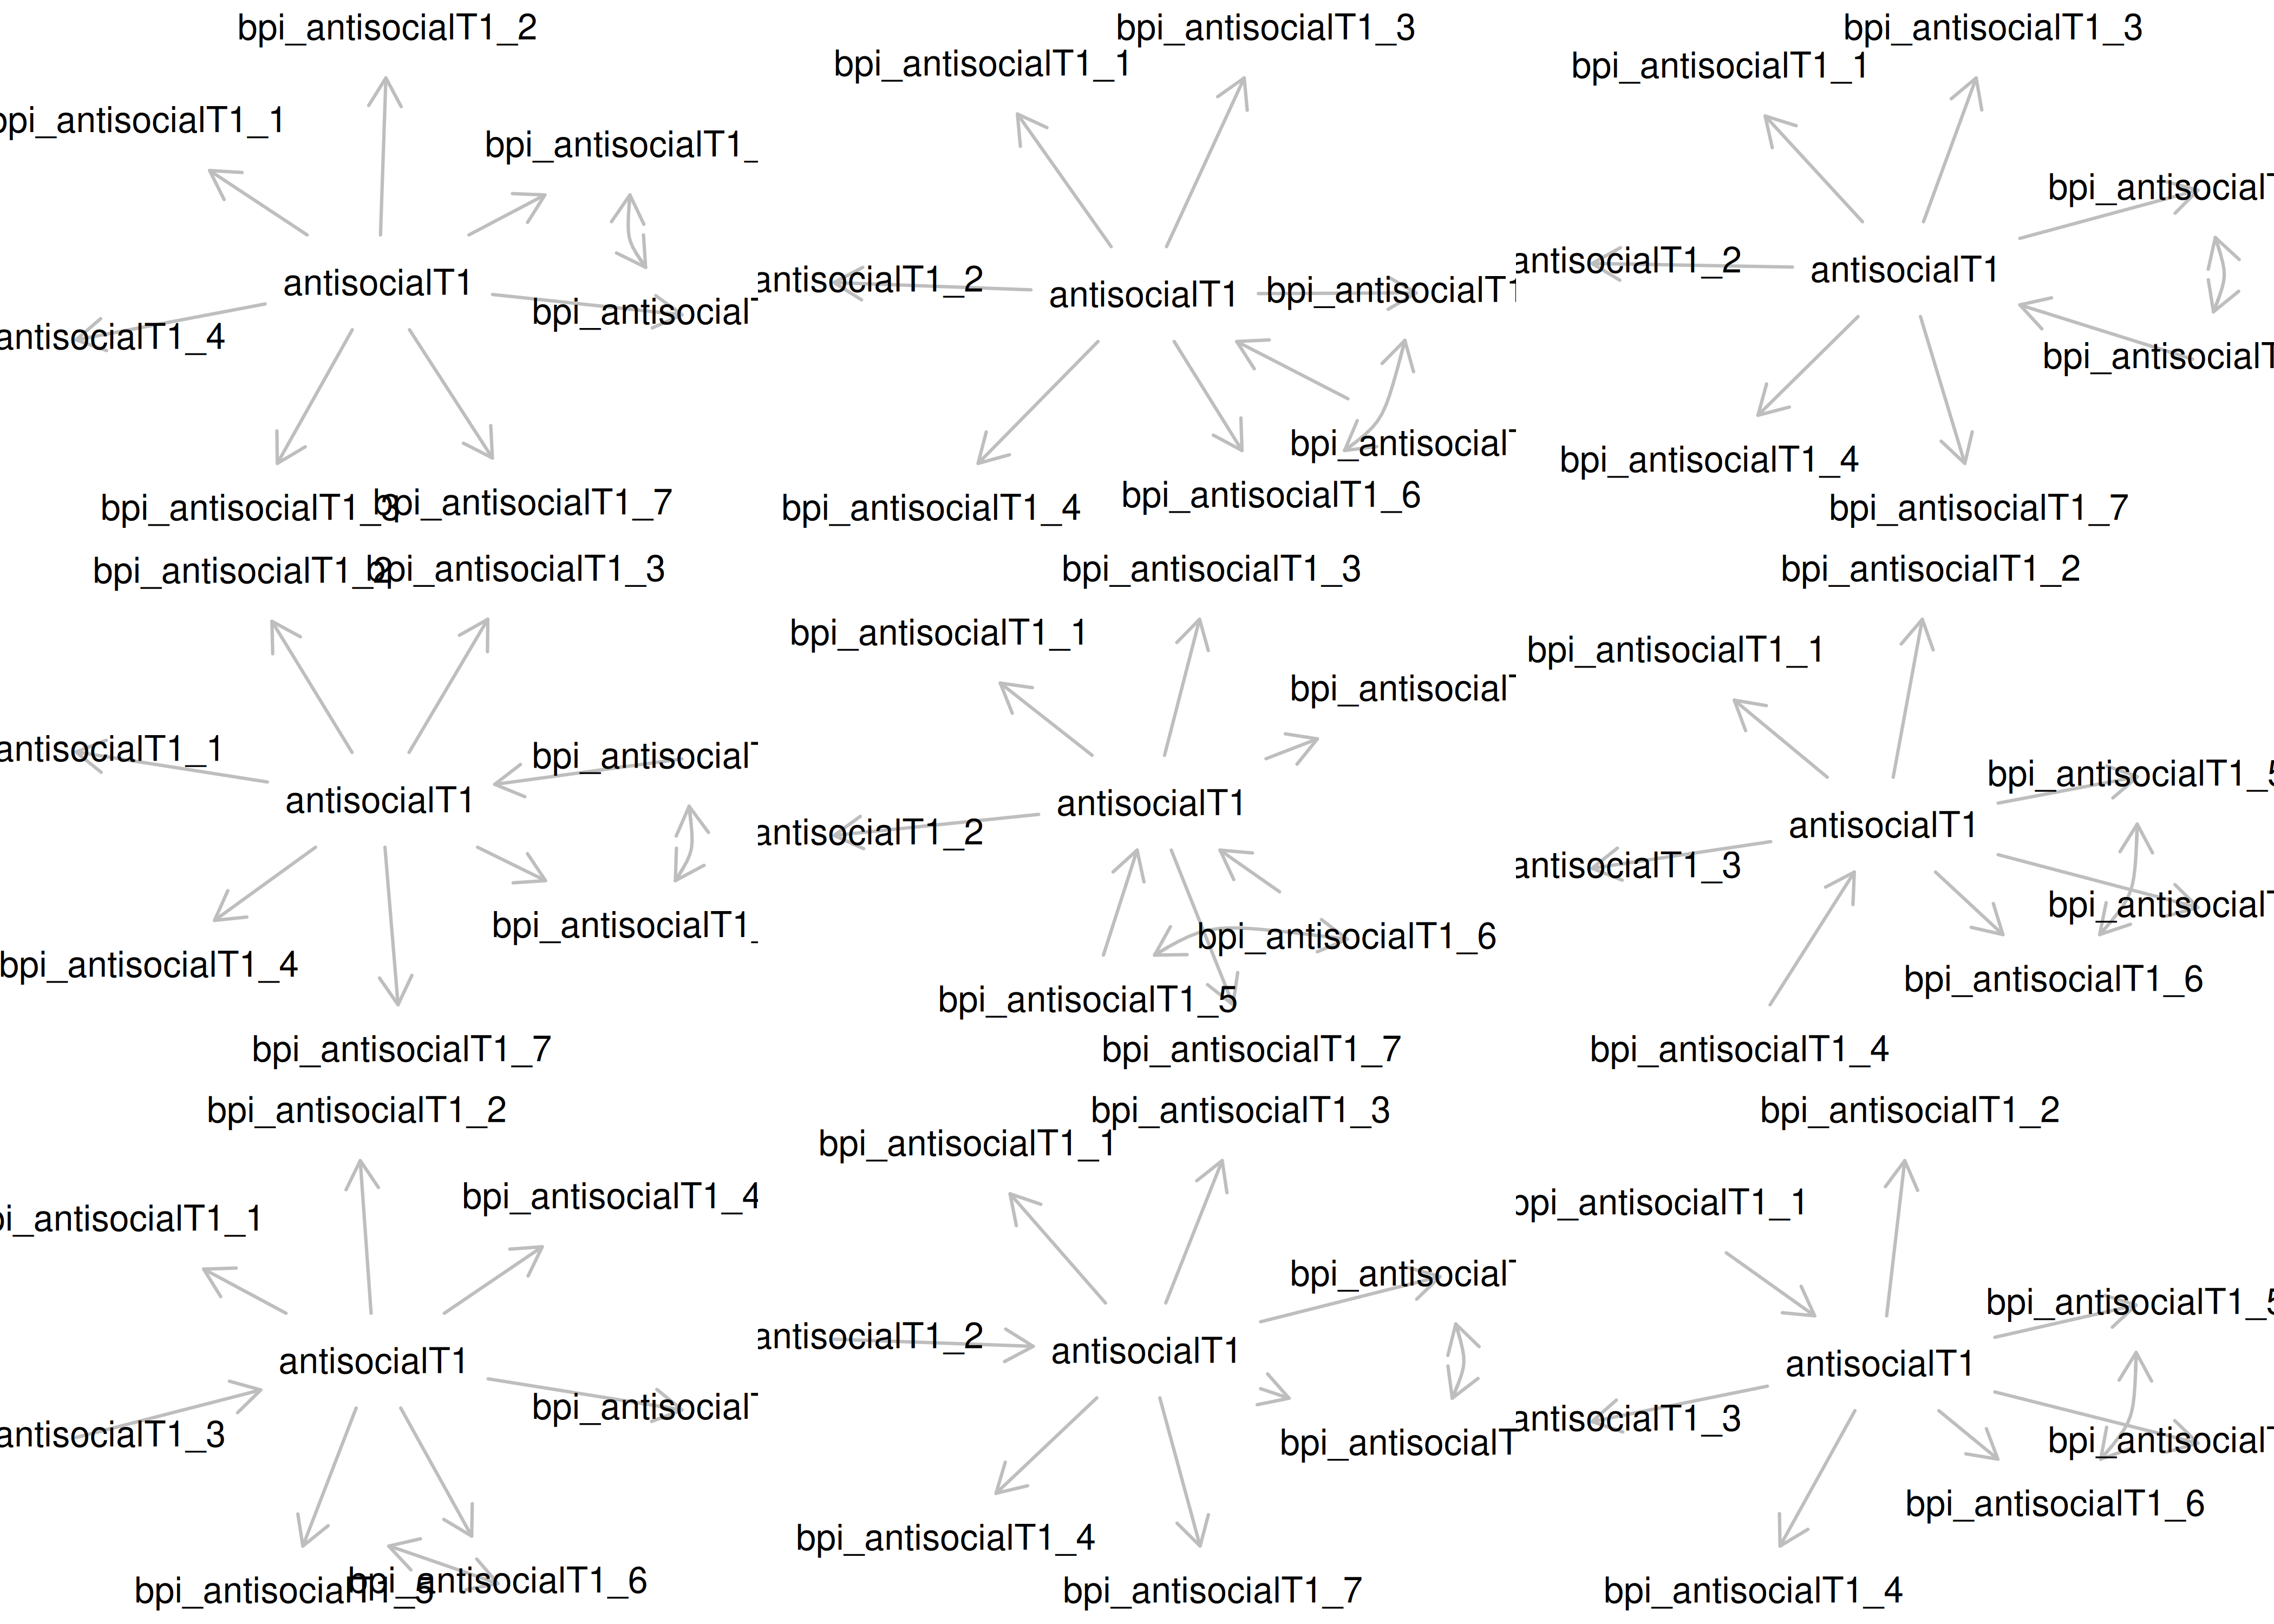 bpi_antisocialT1_2
bpi_antisocialT1_1
bpi_antisocialT1_
antisocialT1
bpi_antisocial
antisocialT1_4
bpi_antisocialT1_3
bpi_antisocialT1_7
bpi_antisocialT1_3
bpi_antisocialT1_1
antisocialT1_2
antisocialT1
bpi_antisocialT1
bpi_antisocial
bpi_antisocialT1_4
bpi_antisocialT1_6
bpi_antisocialT1_3
bpi_antisocialT1_1
bpi_antisocial
antisocialT1_2
antisocialT1
bpi_antisocialT
bpi_antisocialT1_4
bpi_antisocialT1_7
bpi_antisocialT1_2
bpi_antisocialT1_3
antisocialT1_1
bpi_antisocial
antisocialT1
bpi_antisocialT1_
bpi_antisocialT1_4
bpi_antisocialT1_7
bpi_antisocialT1_3
bpi_antisocialT1_1
bpi_antisocial
antisocialT1
antisocialT1_2
bpi_antisocialT1_6
bpi_antisocialT1_5
bpi_antisocialT1_7
bpi_antisocialT1_2
bpi_antisocialT1_1
bpi_antisocialT1_5
antisocialT1
antisocialT1_3
bpi_antisocial
bpi_antisocialT1_6
bpi_antisocialT1_4
bpi_antisocialT1_2
bpi_antisocialT1_4
pi_antisocialT1_1
antisocialT1
bpi_antisocial
antisocialT1_3
bpi_antisocialT1_5
bpi_antisocialT1_6
bpi_antisocialT1_3
bpi_antisocialT1_1
bpi_antisocial
antisocialT1_2
antisocialT1
bpi_antisocialT
bpi_antisocialT1_4
bpi_antisocialT1_7
bpi_antisocialT1_2
bpi_antisocialT1_1
bpi_antisocialT1_5
antisocialT1
antisocialT1_3
bpi_antisocial
bpi_antisocialT1_6
bpi_antisocialT1_4